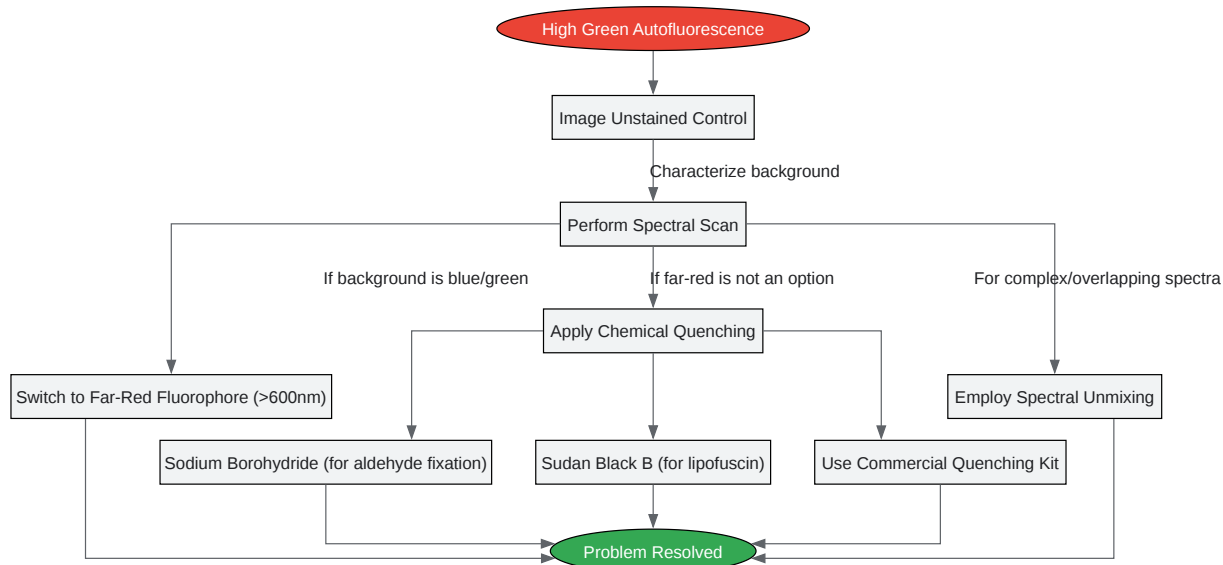 High Green Autofluorescence
Image Unstained Control
Characterize background
Perform Spectral Scan
If background is blue/green
If far-red is not an option
For complex/overlapping spectra
Apply Chemical Quenching
Switch to Far-Red Fluorophore (>600nm)
Employ Spectral Unmixing
Sodium Borohydride (for aldehyde fixation)
Sudan Black B (for lipofuscin)
Use Commercial Quenching Kit
Problem Resolved